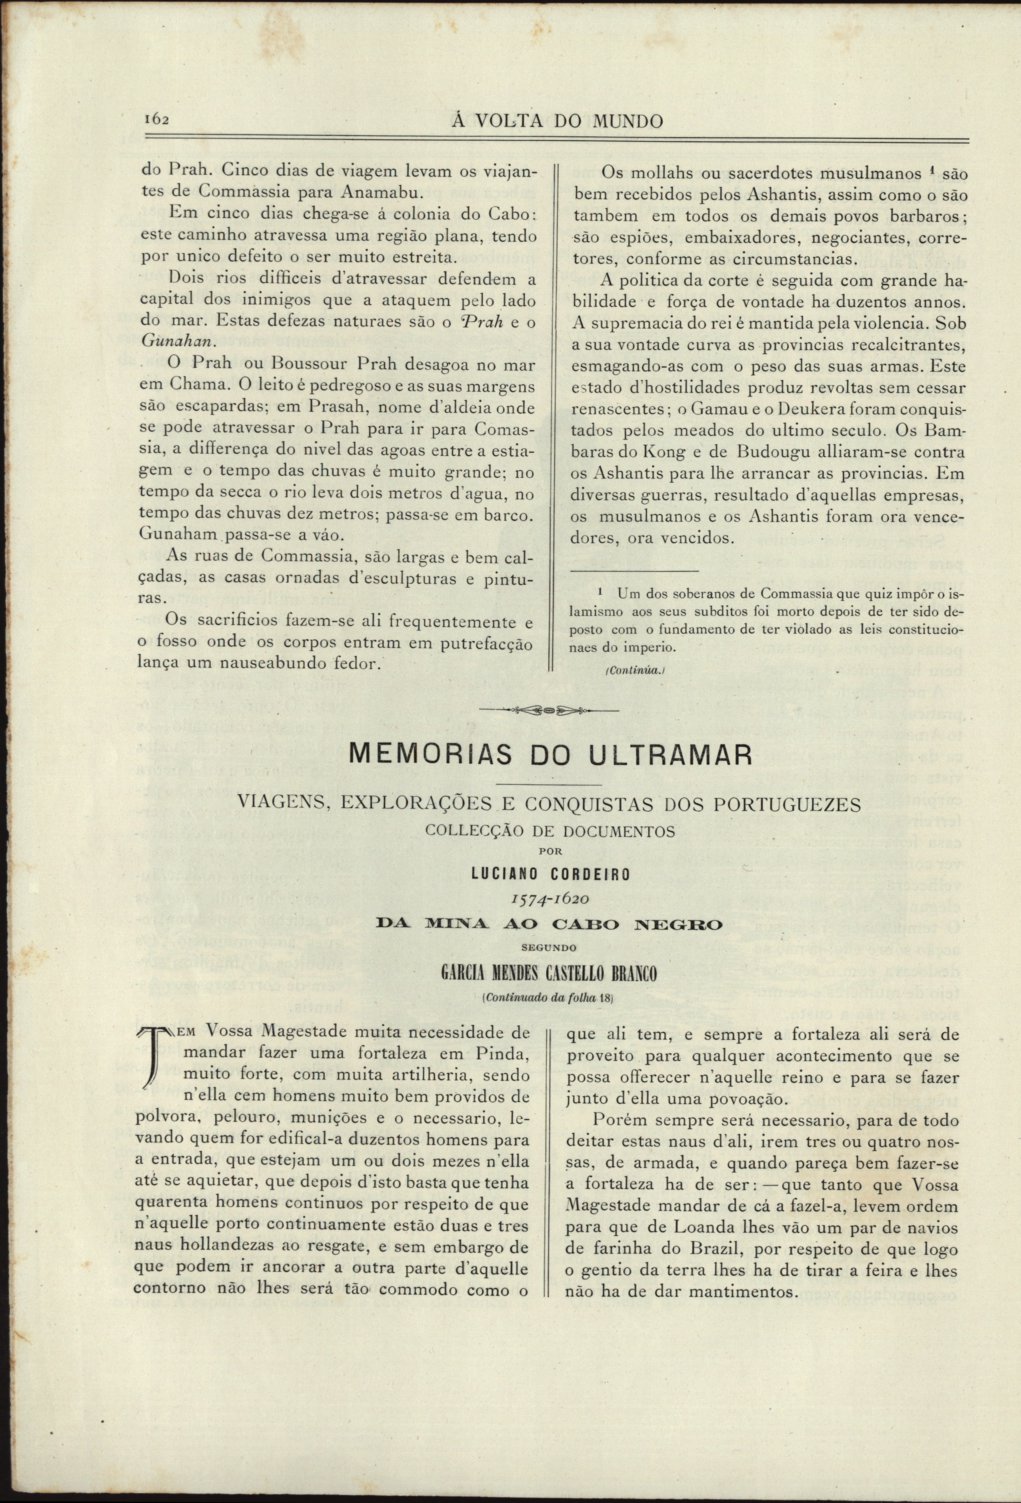 162
Á VOLTA DO MUNDO
do Prah. Cinco dias de viagem levam os viajan-
tes de Commassia para Anamabu.
Em cinco dias chega-se á colonia do Cabo:
este caminho atravessa uma região plana, tendo
por unico defeito o ser muito estreita.
Dois rios difficeis d'atravessar defendem a
capital dos inimigos que a ataquem pelo lado
do mar. Estas defezas naturaes são o Prah e o
Gunahan.
O Prah ou Boussour Prah desagoa no mar
em Chama. O leito é pedregoso e as suas margens
são escapardas; em Prasah, nome d'aldeia onde
se pode atravessar o Prah para ir para Comas-
sia, a differença do nivel das agoas entre a estia-
gem e o tempo das chuvas é muito grande; no
tempo da secca o rio leva dois metros d'agua, no
tempo das chuvas dez metros; passa-se em barco.
Gunaham passa-se a váo.
As ruas de Commassia, são largas e bem cal-
çadas, as casas ornadas d'esculpturas e pintu-
ras.
Os sacrificios fazem-se ali frequentemente e
o fosso onde os corpos entram em putrefacção
lança um nauseabundo fedor.
Os mollahs ou sacerdotes musulmanos ¹ são
bem recebidos pelos Ashantis, assim como o são
tambem em todos os demais povos barbaros;
são espiões, embaixadores, negociantes, corre-
tores, conforme as circumstancias.
A politica da corte é seguida com grande ha-
bilidade e força de vontade ha duzentos annos.
A supremacia do rei é mantida pela violencia. Sob
a sua vontade curva as provincias recalcitrantes,
esmagando-as com o peso das suas armas. Este
estado d'hostilidades produz revoltas sem cessar
renascentes; o Gamau e o Deukera foram conquis-
tados pelos meados do ultimo seculo. Os Bam-
baras do Kong e de Budougu alliaram-se contra
os Ashantis para lhe arrancar as provincias. Em
diversas guerras, resultado d'aquellas empresas,
os musulmanos e os Ashantis foram ora vence-
dores, ora vencidos.
¹ Um dos soberanos de Commassia que quiz impôr o is-
lamismo aos seus subditos foi morto depois de ter sido de-
posto com o fundamento de ter violado as leis constitucio-
naes do imperio.
(Continúa.)
MEMORIAS DO ULTRAMAR
VIAGENS, EXPLORAÇÕES E CONQUISTAS DOS PORTUGUEZES
COLLECÇÃO DE DOCUMENTOS
POR
LUCIANO CORDEIRO
1574-1620
DA MINA AO CABO NEGRO
SEGUNDO
GARCIA MENDES CASTELLO BRANCO
(Continuado da folha 18)
TEM Vossa Magestade muita necessidade de
mandar fazer uma fortaleza em Pinda,
muito forte, com muita artilheria, sendo
n'ella cem homens muito bem providos de
polvora, pelouro, munições e o necessario, le-
vando quem for edifical-a duzentos homens para
a entrada, que estejam um ou dois mezes n'ella
até se aquietar, que depois d'isto basta que tenha
quarenta homens continuos por respeito de que
n'aquelle porto continuamente estão duas e tres
naus hollandezas ao resgate, e sem embargo de
que podem ir ancorar a outra parte d'aquelle
contorno não lhes será tão commodo como o
que ali tem, e sempre a fortaleza ali será de
proveito para qualquer acontecimento que se
possa offerecer n'aquelle reino e para se fazer
junto d'ella uma povoação.
Porém sempre será necessario, para de todo
deitar estas naus d'ali, irem tres ou quatro nos-
sas, de armada, e quando pareça bem fazer-se
a fortaleza ha de ser: — que tanto que Vossa
Magestade mandar de cá a fazel-a, levem ordem
para que de Loanda lhes vão um par de navios
de farinha do Brazil, por respeito de que logo
o gentio da terra lhes ha de tirar a feira e lhes
não ha de dar mantimentos.